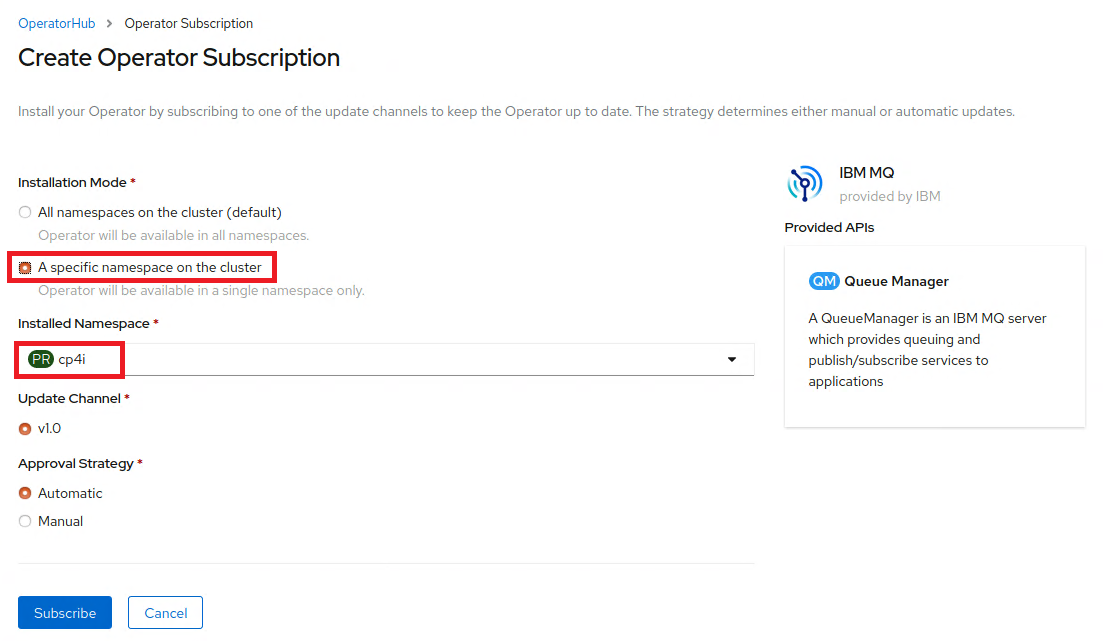 OperatorHub > Operator Subscription
Create Operator Subscription
Install your Operator by subscribing to one of the update channels to keep the Operator up to date. The strategy determines either manual or automatic updates.
Installation Mode *
All namespaces on the cluster (default)
Operator will be available in all namespaces.
A specific namespace on the cluster
Operator will be available in a single namespace only.
Installed Namespace *
PR cp4i
Update Channel *
v1.0
Approval Strategy *
Automatic
Manual
Subscribe Cancel
IBM MQ
provided by IBM
Provided APIs
QM Queue Manager
A QueueManager is an IBM MQ server
which provides queuing and
publish/subscribe services to
applications